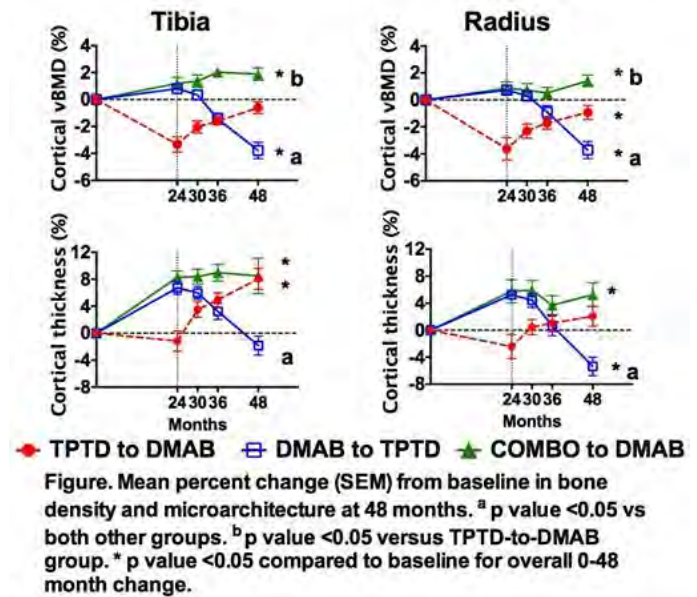 Tibia
Radius
Cortical vBMD (%)
4
2
0
-2
-4
-6
24 30 36 48
* b
* a
Cortical vBMD (%)
4
2
0
-2
-4
-6
24 30 36 48
* b
*
* a
Cortical thickness (%)
12
8
4
0
-4
-8
24 30 36 48
Months
*
*
a
Cortical thickness (%)
12
8
4
0
-4
-8
24 30 36 48
Months
*
* a
TPTD to DMAB DMAB to TPTD COMBO to DMAB
Figure. Mean percent change (SEM) from baseline in bone
density and microarchitecture at 48 months. a p value <0.05 vs
both other groups. b p value <0.05 versus TPTD-to-DMAB
group. * p value <0.05 compared to baseline for overall 0-48
month change.